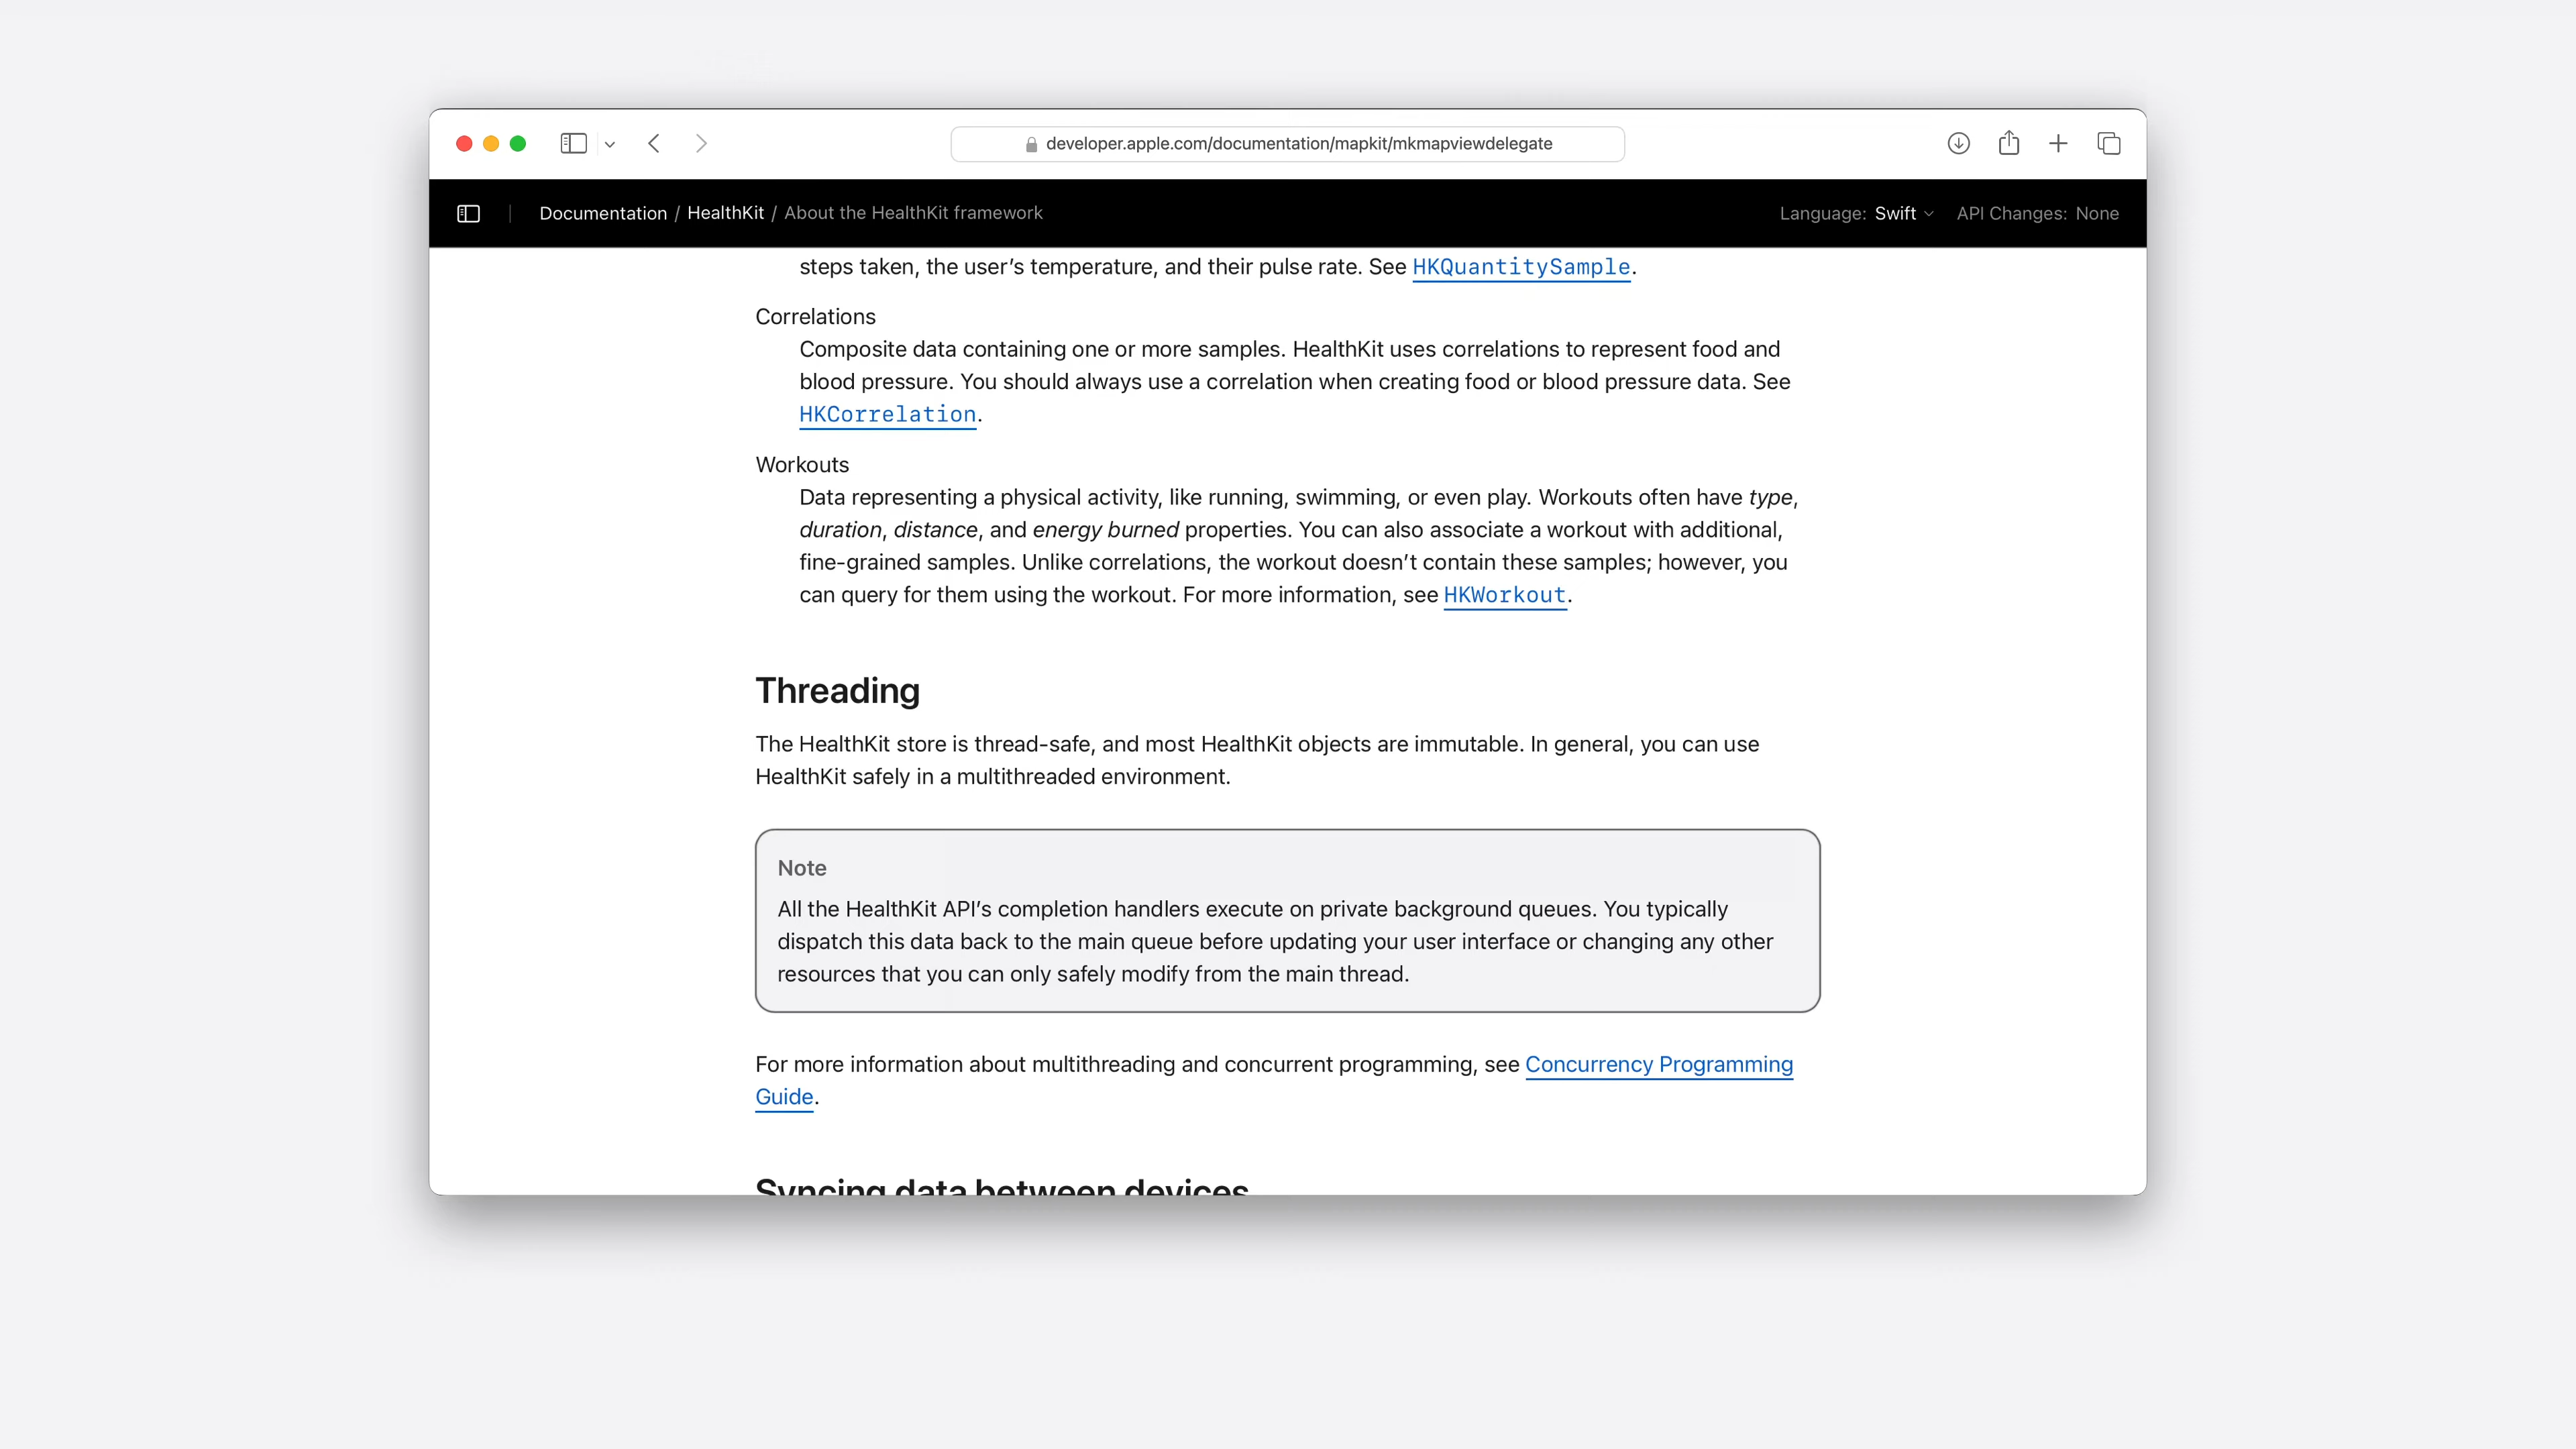 developer.apple.com/documentation/mapkit/mkmapviewdelegate
Documentation / HealthKit / About the HealthKit framework
Language: Swift API Changes: None
steps taken, the user’s temperature, and their pulse rate. See HKQuantitySample.
Correlations
Composite data containing one or more samples. HealthKit uses correlations to represent food and
blood pressure. You should always use a correlation when creating food or blood pressure data. See
HKCorrelation.
Workouts
Data representing a physical activity, like running, swimming, or even play. Workouts often have type,
duration, distance, and energy burned properties. You can also associate a workout with additional,
fine-grained samples. Unlike correlations, the workout doesn’t contain these samples; however, you
can query for them using the workout. For more information, see HKWorkout.
Threading
The HealthKit store is thread-safe, and most HealthKit objects are immutable. In general, you can use
HealthKit safely in a multithreaded environment.
Note
All the HealthKit API’s completion handlers execute on private background queues. You typically
dispatch this data back to the main queue before updating your user interface or changing any other
resources that you can only safely modify from the main thread.
For more information about multithreading and concurrent programming, see Concurrency Programming
Guide.
Syncing data between devices